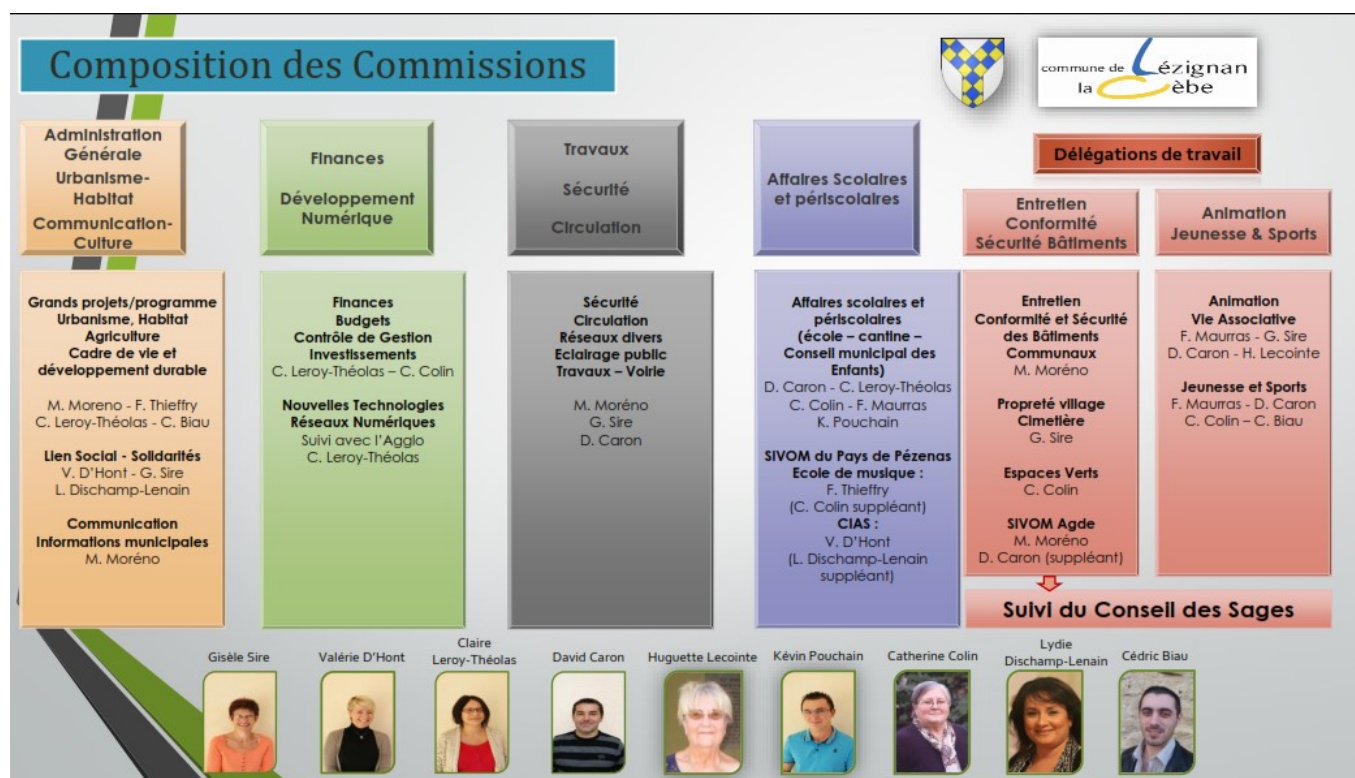 Composition des Commissions
commune de Lézignan
la Cèbe
Administration
Générale
Urbanisme-
Habitat
Communication-
Culture
Finances
Développement
Numérique
Travaux
Sécurité
Circulation
Affaires Scolaires
et périscolaires
Délégations de travail
Entretien
Conformité
Sécurité Bâtiments
Animation
Jeunesse & Sports
Grands projets/programme
Urbanisme, Habitat
Agriculture
Cadre de vie et
développement durable
M. Moreno - F. Thieffry
C. Leroy-Théolas - C. Biau
Lien Social - Solidarités
V. D'Hont - G. Sire
L. Dischamp-Lenain
Communication
Informations municipales
M. Moréno
Finances
Budgets
Contrôle de Gestion
Investissements
C. Leroy-Théolas – C. Colin
Nouvelles Technologies
Réseaux Numériques
Suivi avec l'Agglo
C. Leroy-Théolas
Sécurité
Circulation
Réseaux divers
Eclairage public
Travaux – Voirie
M. Moréno
G. Sire
D. Caron
Affaires scolaires et
périscolaires
(école – cantine –
Conseil municipal des
Enfants)
D. Caron - C. Leroy-Théolas
C. Colin - F. Maurras
K. Pouchain
SIVOM du Pays de Pézenas
Ecole de musique :
F. Thieffry
(C. Colin suppléant)
CIAS :
V. D'Hont
(L. Dischamp-Lenain
suppléant)
Entretien
Conformité et Sécurité
des Bâtiments
Communaux
M. Moréno
Propreté village
Cimetière
G. Sire
Espaces Verts
C. Colin
SIVOM Agde
M. Moréno
D. Caron (suppléant)
Animation
Vie Associative
F. Maurras - G. Sire
D. Caron - H. Lecointe
Jeunesse et Sports
F. Maurras - D. Caron
C. Colin – C. Biau
Suivi du Conseil des Sages
Gisèle Sire
Valérie D'Hont
Claire
Leroy-Théolas
David Caron
Huguette Lecointe
Kévin Pouchain
Catherine Colin
Lydie
Dischamp-Lenain
Cédric Biau